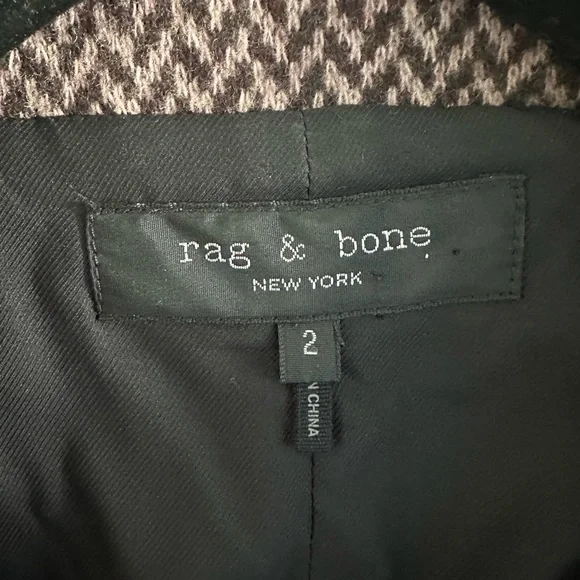 rag & bone
NEW YORK
2
N CHINA